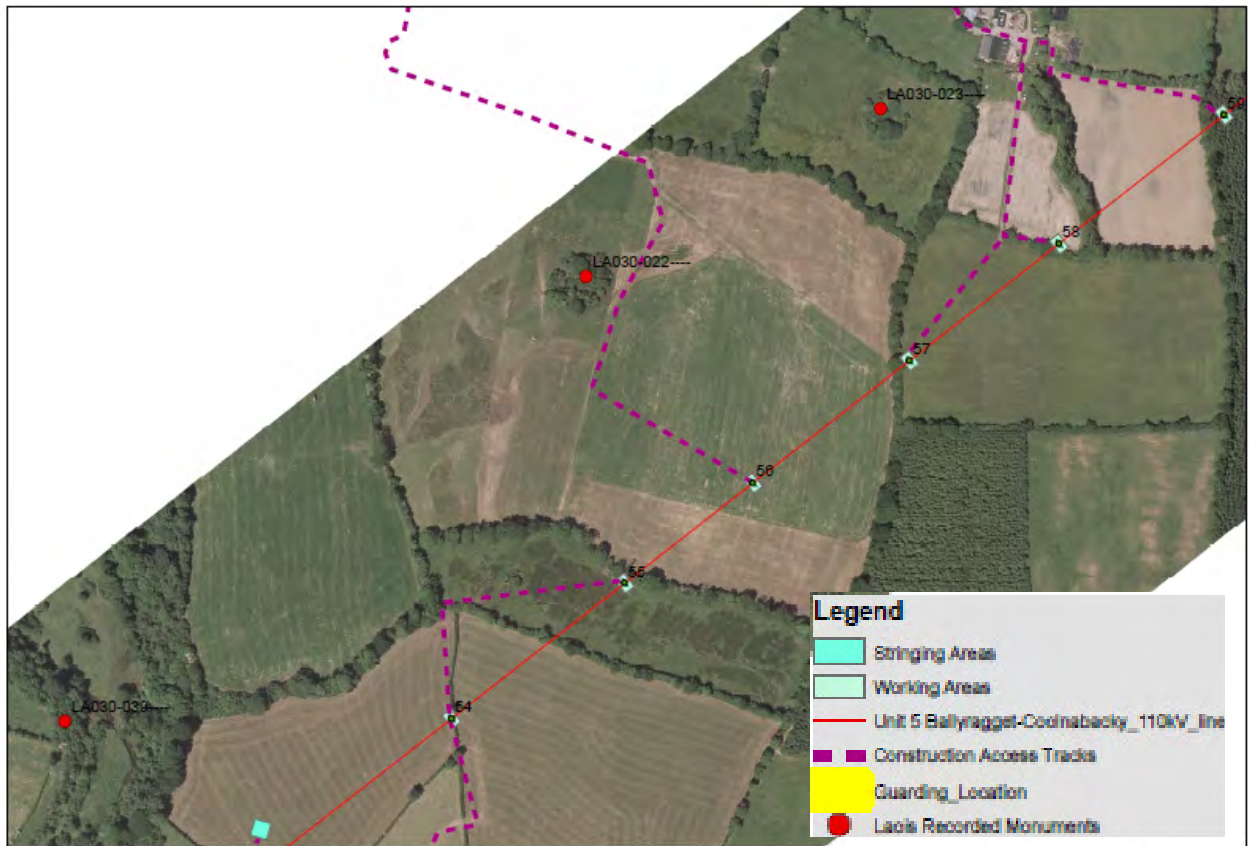 LA030-023----
59
58
LA030-022----
57
56
55
LA030-039----
54
Legend
Stringing Areas
Working Areas
Unit 5 Ballyragget-Coolnabacky_110kV_line
Construction Access Tracks
Guarding_Location
Laois Recorded Monuments